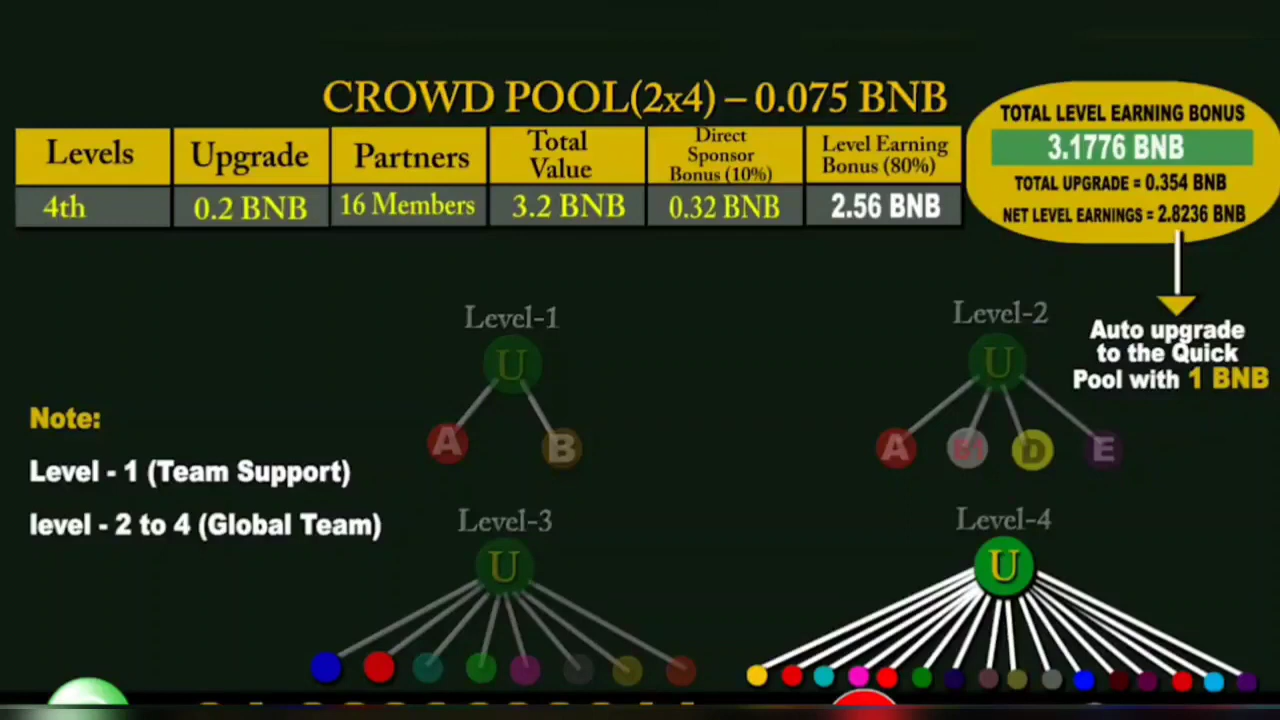 CROWD POOL(2x4) – 0.075 BNB
Levels
Upgrade
Partners
Total
Value
Direct
Sponsor
Bonus (10%)
Level Earning
Bonus (80%)
4th
0.2 BNB
16 Members
3.2 BNB
0.32 BNB
2.56 BNB
TOTAL LEVEL EARNING BONUS
3.1776 BNB
TOTAL UPGRADE = 0.354 BNB
NET LEVEL EARNINGS = 2.8236 BNB
Auto upgrade
to the Quick
Pool with 1 BNB
Level-1
U
A B
Level-2
U
A M D E
Note:
Level - 1 (Team Support)
level - 2 to 4 (Global Team)
Level-3
U
Level-4
U